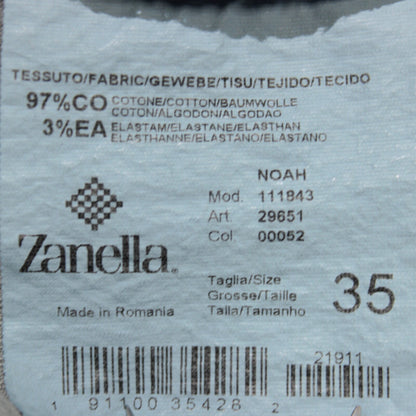 TESSUTO/FABRIC/GEWEBE/TISU/TEJIDO/TECIDO
97%CO COTONE/COTTON/BAUMWOLLE
COTON/ALGODON/ALGODAO
3%EA ELASTAM/ELASTANE/ELASTHAN
ELASTHANNE/ELASTANO/ELASTANO
NOAH
Mod. 111843
Art. 29651
Col. 00052
Zanella
Taglia/Size
Grosse/Taille
Talla/Tamanho
35
Made in Romania
21911
1 91100 35428 2